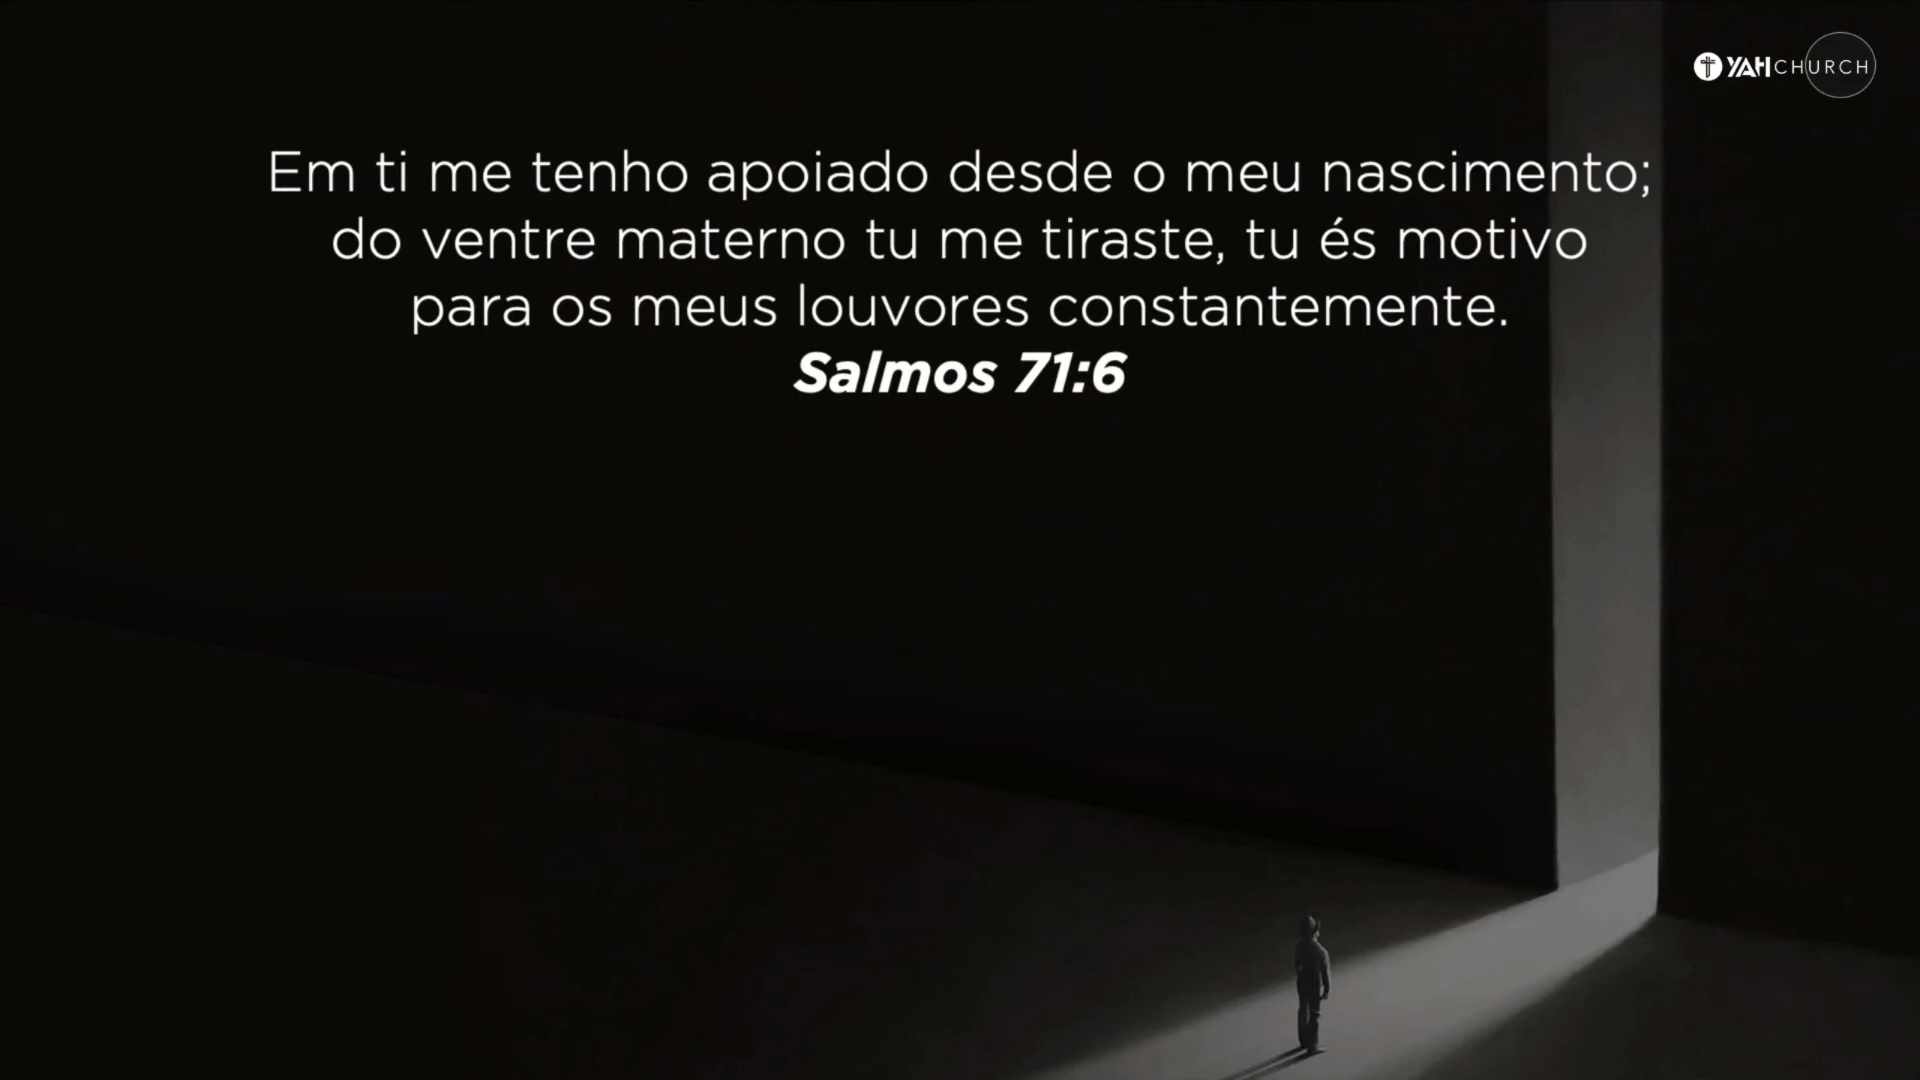 YAH CHURCH
Em ti me tenho apoiado desde o meu nascimento;
do ventre materno tu me tiraste, tu és motivo
para os meus louvores constantemente.
Salmos 71:6